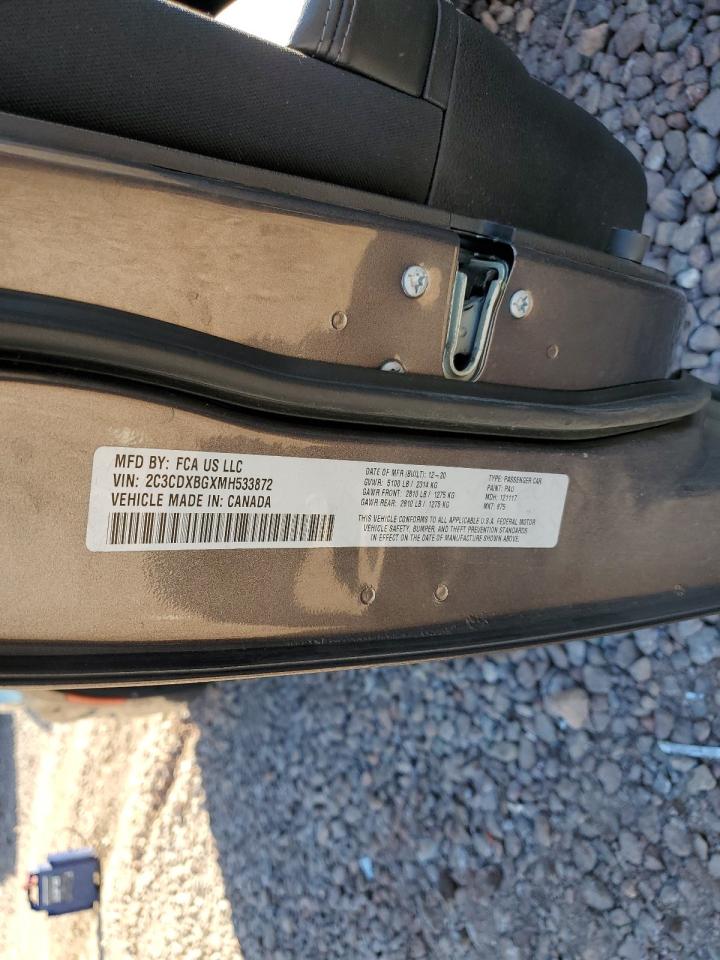 MFD BY: FCA US LLC
VIN: 2C3CDXBGXMH533872
VEHICLE MADE IN: CANADA
DATE OF MFR (BUILT): 12-20
GVWR: 5100 LB / 2314 KG
GAWR FRONT: 2810 LB / 1275 KG
GAWR REAR: 2810 LB / 1275 KG
TYPE: PASSENGER CAR
PAINT: PAU
MDH: 121117
MKT: 675
THIS VEHICLE CONFORMS TO ALL APPLICABLE U.S.A. FEDERAL MOTOR
VEHICLE SAFETY, BUMPER, AND THEFT PREVENTION STANDARDS
IN EFFECT ON THE DATE OF MANUFACTURE SHOWN ABOVE.